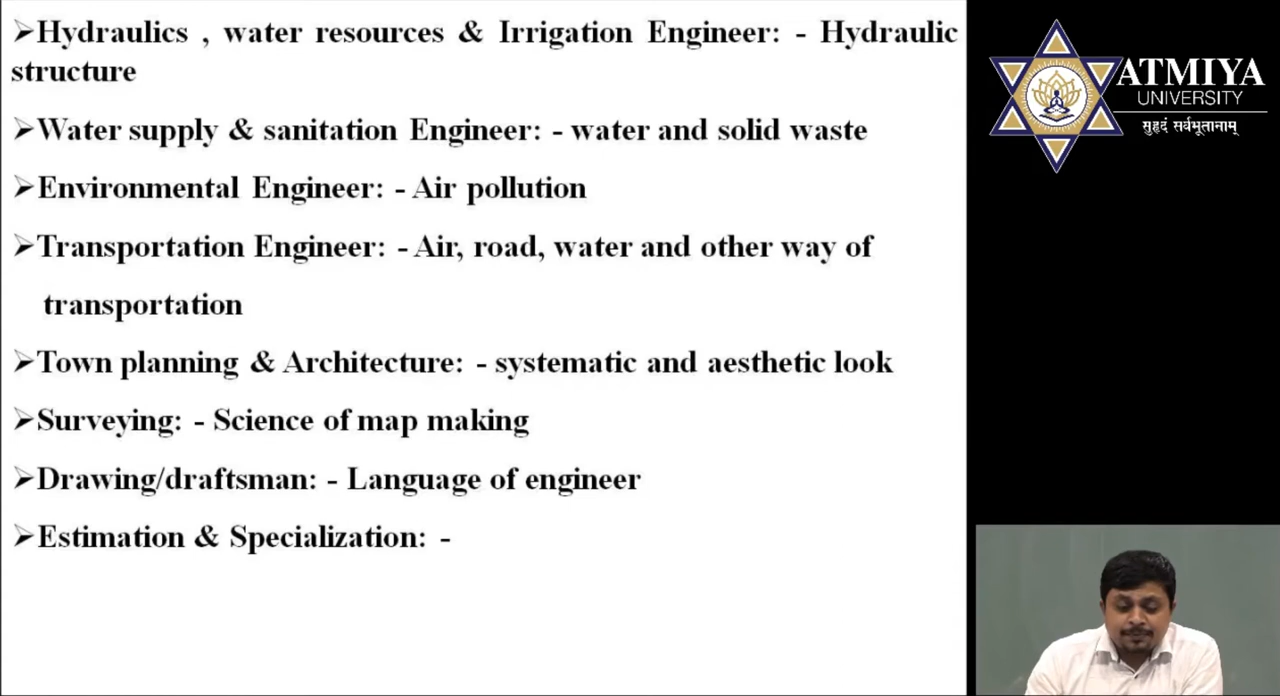 ➢Hydraulics , water resources & Irrigation Engineer: - Hydraulic
structure
➢Water supply & sanitation Engineer: - water and solid waste
➢Environmental Engineer: - Air pollution
➢Transportation Engineer: - Air, road, water and other way of
transportation
➢Town planning & Architecture: - systematic and aesthetic look
➢Surveying: - Science of map making
➢Drawing/draftsman: - Language of engineer
➢Estimation & Specialization: -
ATMIYA
UNIVERSITY
सुहृदं सर्वभूतानाम्